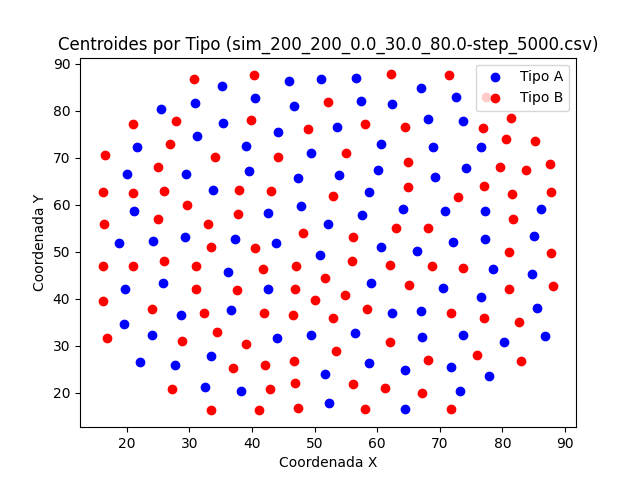 Centroides por Tipo (sim_200_200_0.0_30.0_80.0-step_5000.csv)
Tipo A
Tipo B
90
80
70
60
50
40
30
20
Coordenada Y
20 30 40 50 60 70 80 90
Coordenada X